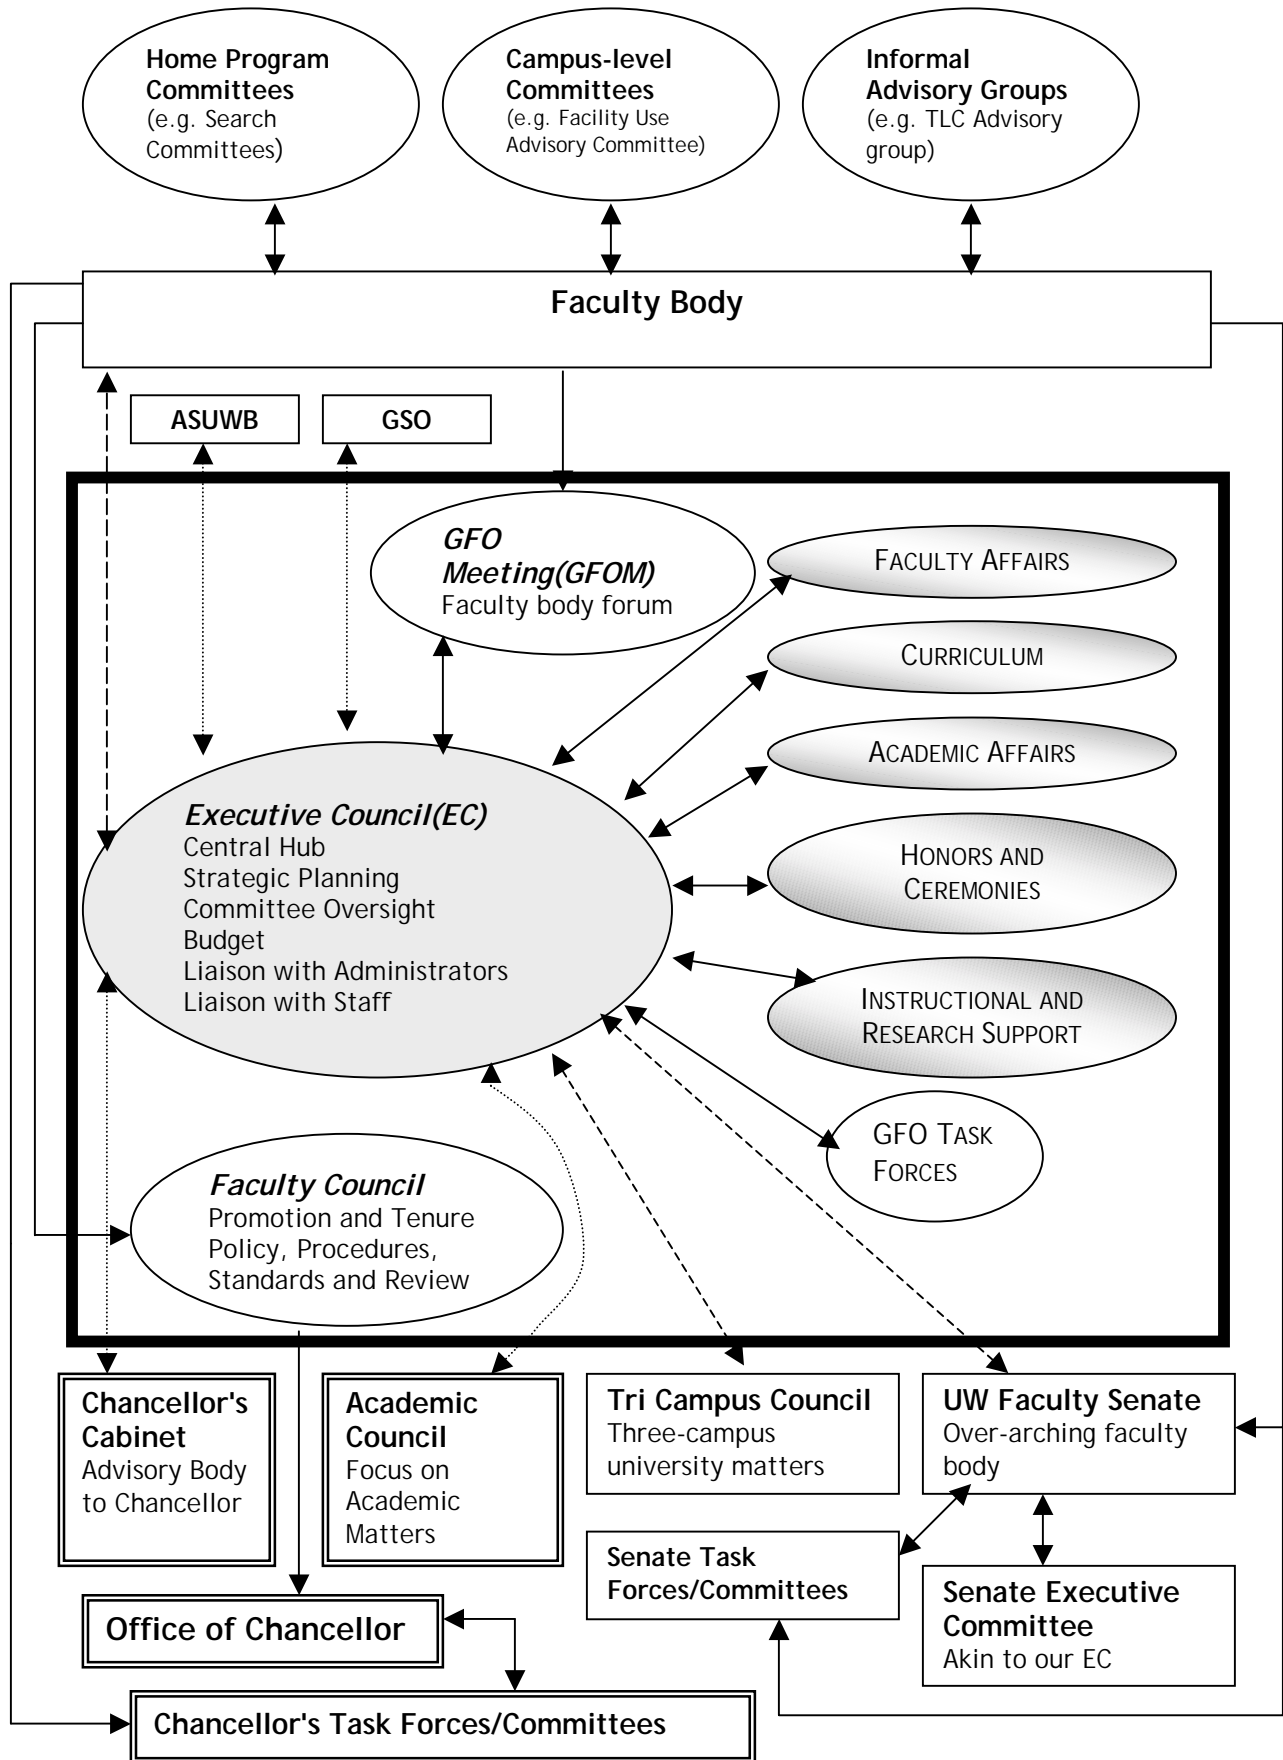 Home Program
Committees
(e.g. Search
Committees)
Campus-level
Committees
(e.g. Facility Use
Advisory Committee)
Informal
Advisory Groups
(e.g. TLC Advisory
group)
Faculty Body
ASUWB
GSO
GFO
Meeting(GFOM)
Faculty body forum
FACULTY AFFAIRS
CURRICULUM
ACADEMIC AFFAIRS
HONORS AND
CEREMONIES
INSTRUCTIONAL AND
RESEARCH SUPPORT
GFO TASK
FORCES
Executive Council(EC)
Central Hub
Strategic Planning
Committee Oversight
Budget
Liaison with Administrators
Liaison with Staff
Faculty Council
Promotion and Tenure
Policy, Procedures,
Standards and Review
Chancellor's
Cabinet
Advisory Body
to Chancellor
Academic
Council
Focus on
Academic
Matters
Tri Campus Council
Three-campus
university matters
UW Faculty Senate
Over-arching faculty
body
Senate Task
Forces/Committees
Senate Executive
Committee
Akin to our EC
Office of Chancellor
Chancellor's Task Forces/Committees